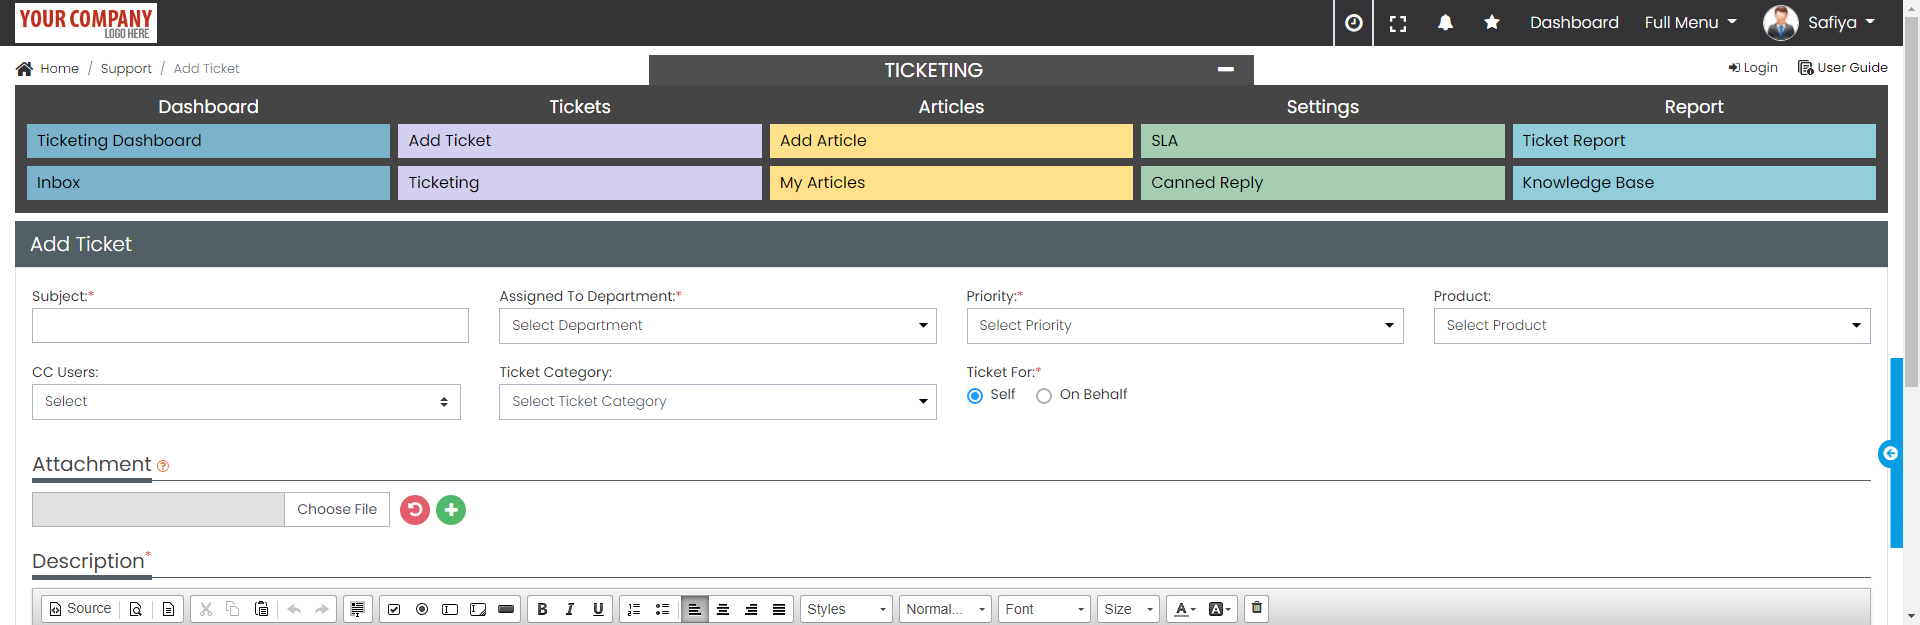 YOUR COMPANY
LOGO HERE
Dashboard Full Menu Safiya
Home / Support / Add Ticket
TICKETING
Login User Guide
Dashboard Tickets Articles Settings Report
Ticketing Dashboard Add Ticket Add Article SLA Ticket Report
Inbox Ticketing My Articles Canned Reply Knowledge Base
Add Ticket
Subject:* Assigned To Department:* Priority:* Product:
Select Department Select Priority Select Product
CC Users: Ticket Category: Ticket For:*
Select Select Ticket Category Self On Behalf
Attachment
Choose File
Description*
Source B I U Styles Normal... Font Size A A